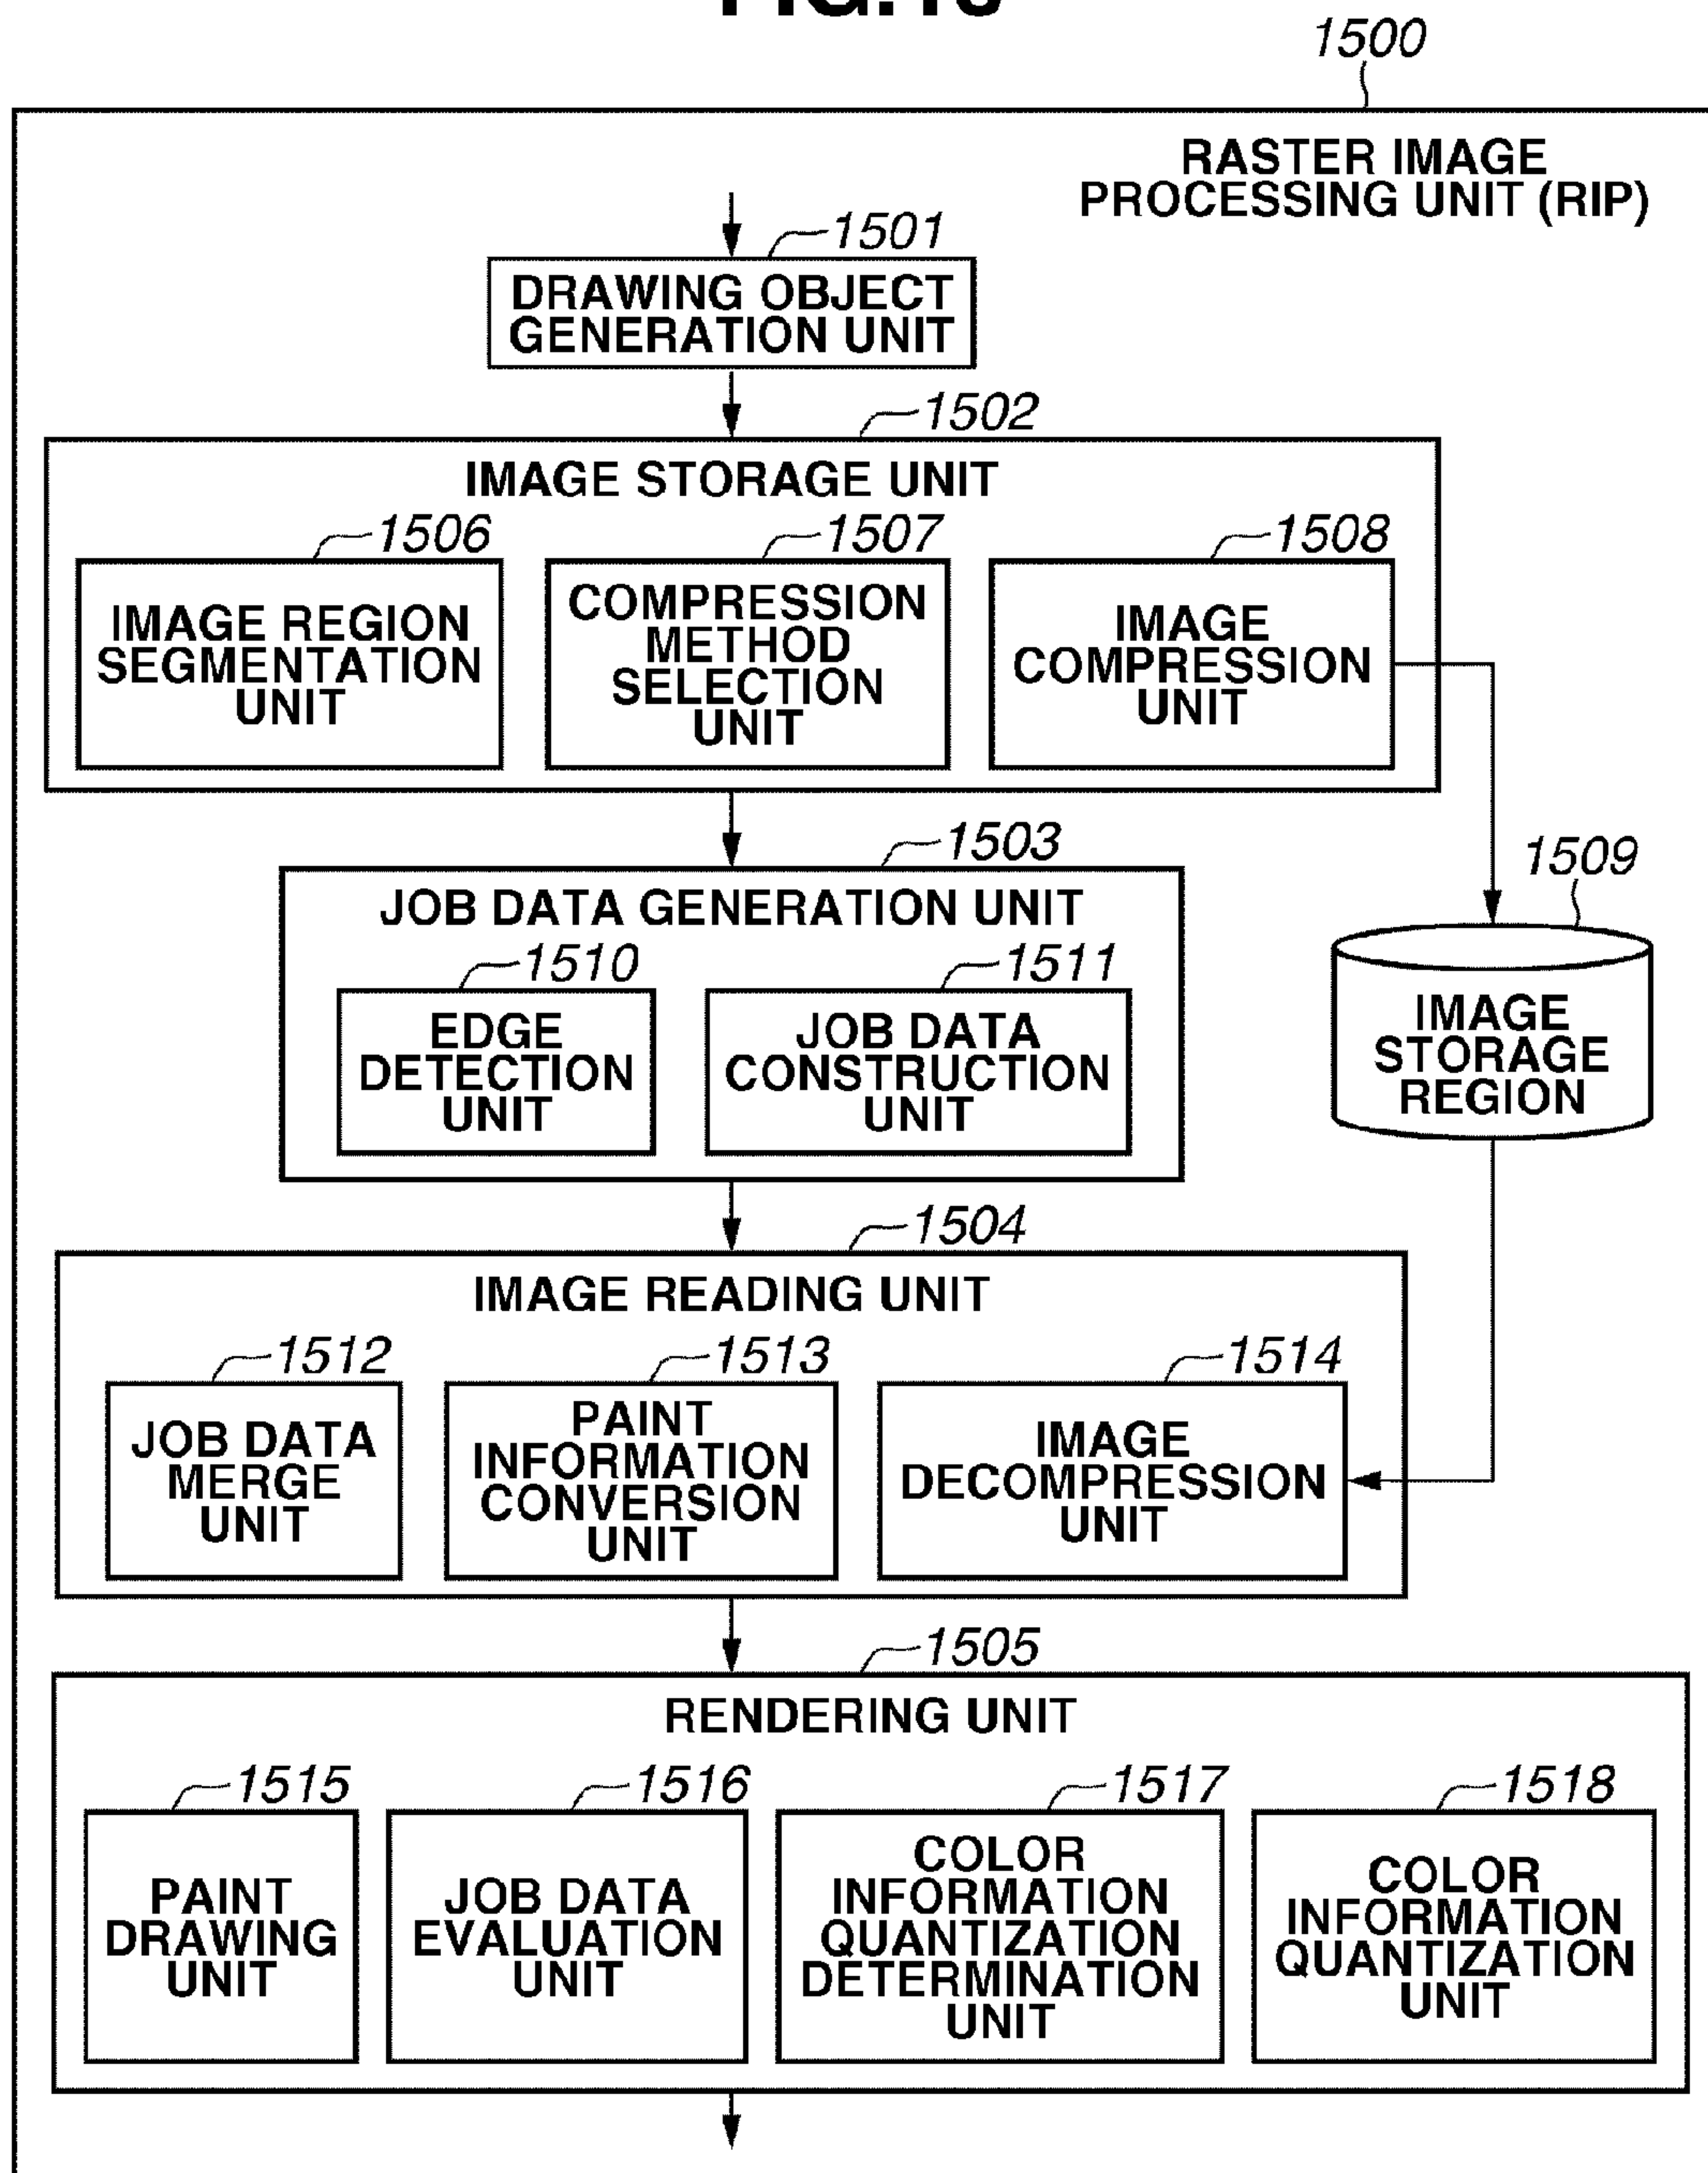 1500
RASTER IMAGE
PROCESSING UNIT (RIP)
1501
DRAWING OBJECT
GENERATION UNIT
1502
IMAGE STORAGE UNIT
1506
IMAGE REGION
SEGMENTATION
UNIT
1507
COMPRESSION
METHOD
SELECTION
UNIT
1508
IMAGE
COMPRESSION
UNIT
1503
JOB DATA GENERATION UNIT
1510
EDGE
DETECTION
UNIT
1511
JOB DATA
CONSTRUCTION
UNIT
1509
IMAGE
STORAGE
REGION
1504
IMAGE READING UNIT
1512
JOB DATA
MERGE
UNIT
1513
PAINT
INFORMATION
CONVERSION
UNIT
1514
IMAGE
DECOMPRESSION
UNIT
1505
RENDERING UNIT
1515
PAINT
DRAWING
UNIT
1516
JOB DATA
EVALUATION
UNIT
1517
COLOR
INFORMATION
QUANTIZATION
DETERMINATION
UNIT
1518
COLOR
INFORMATION
QUANTIZATION
UNIT